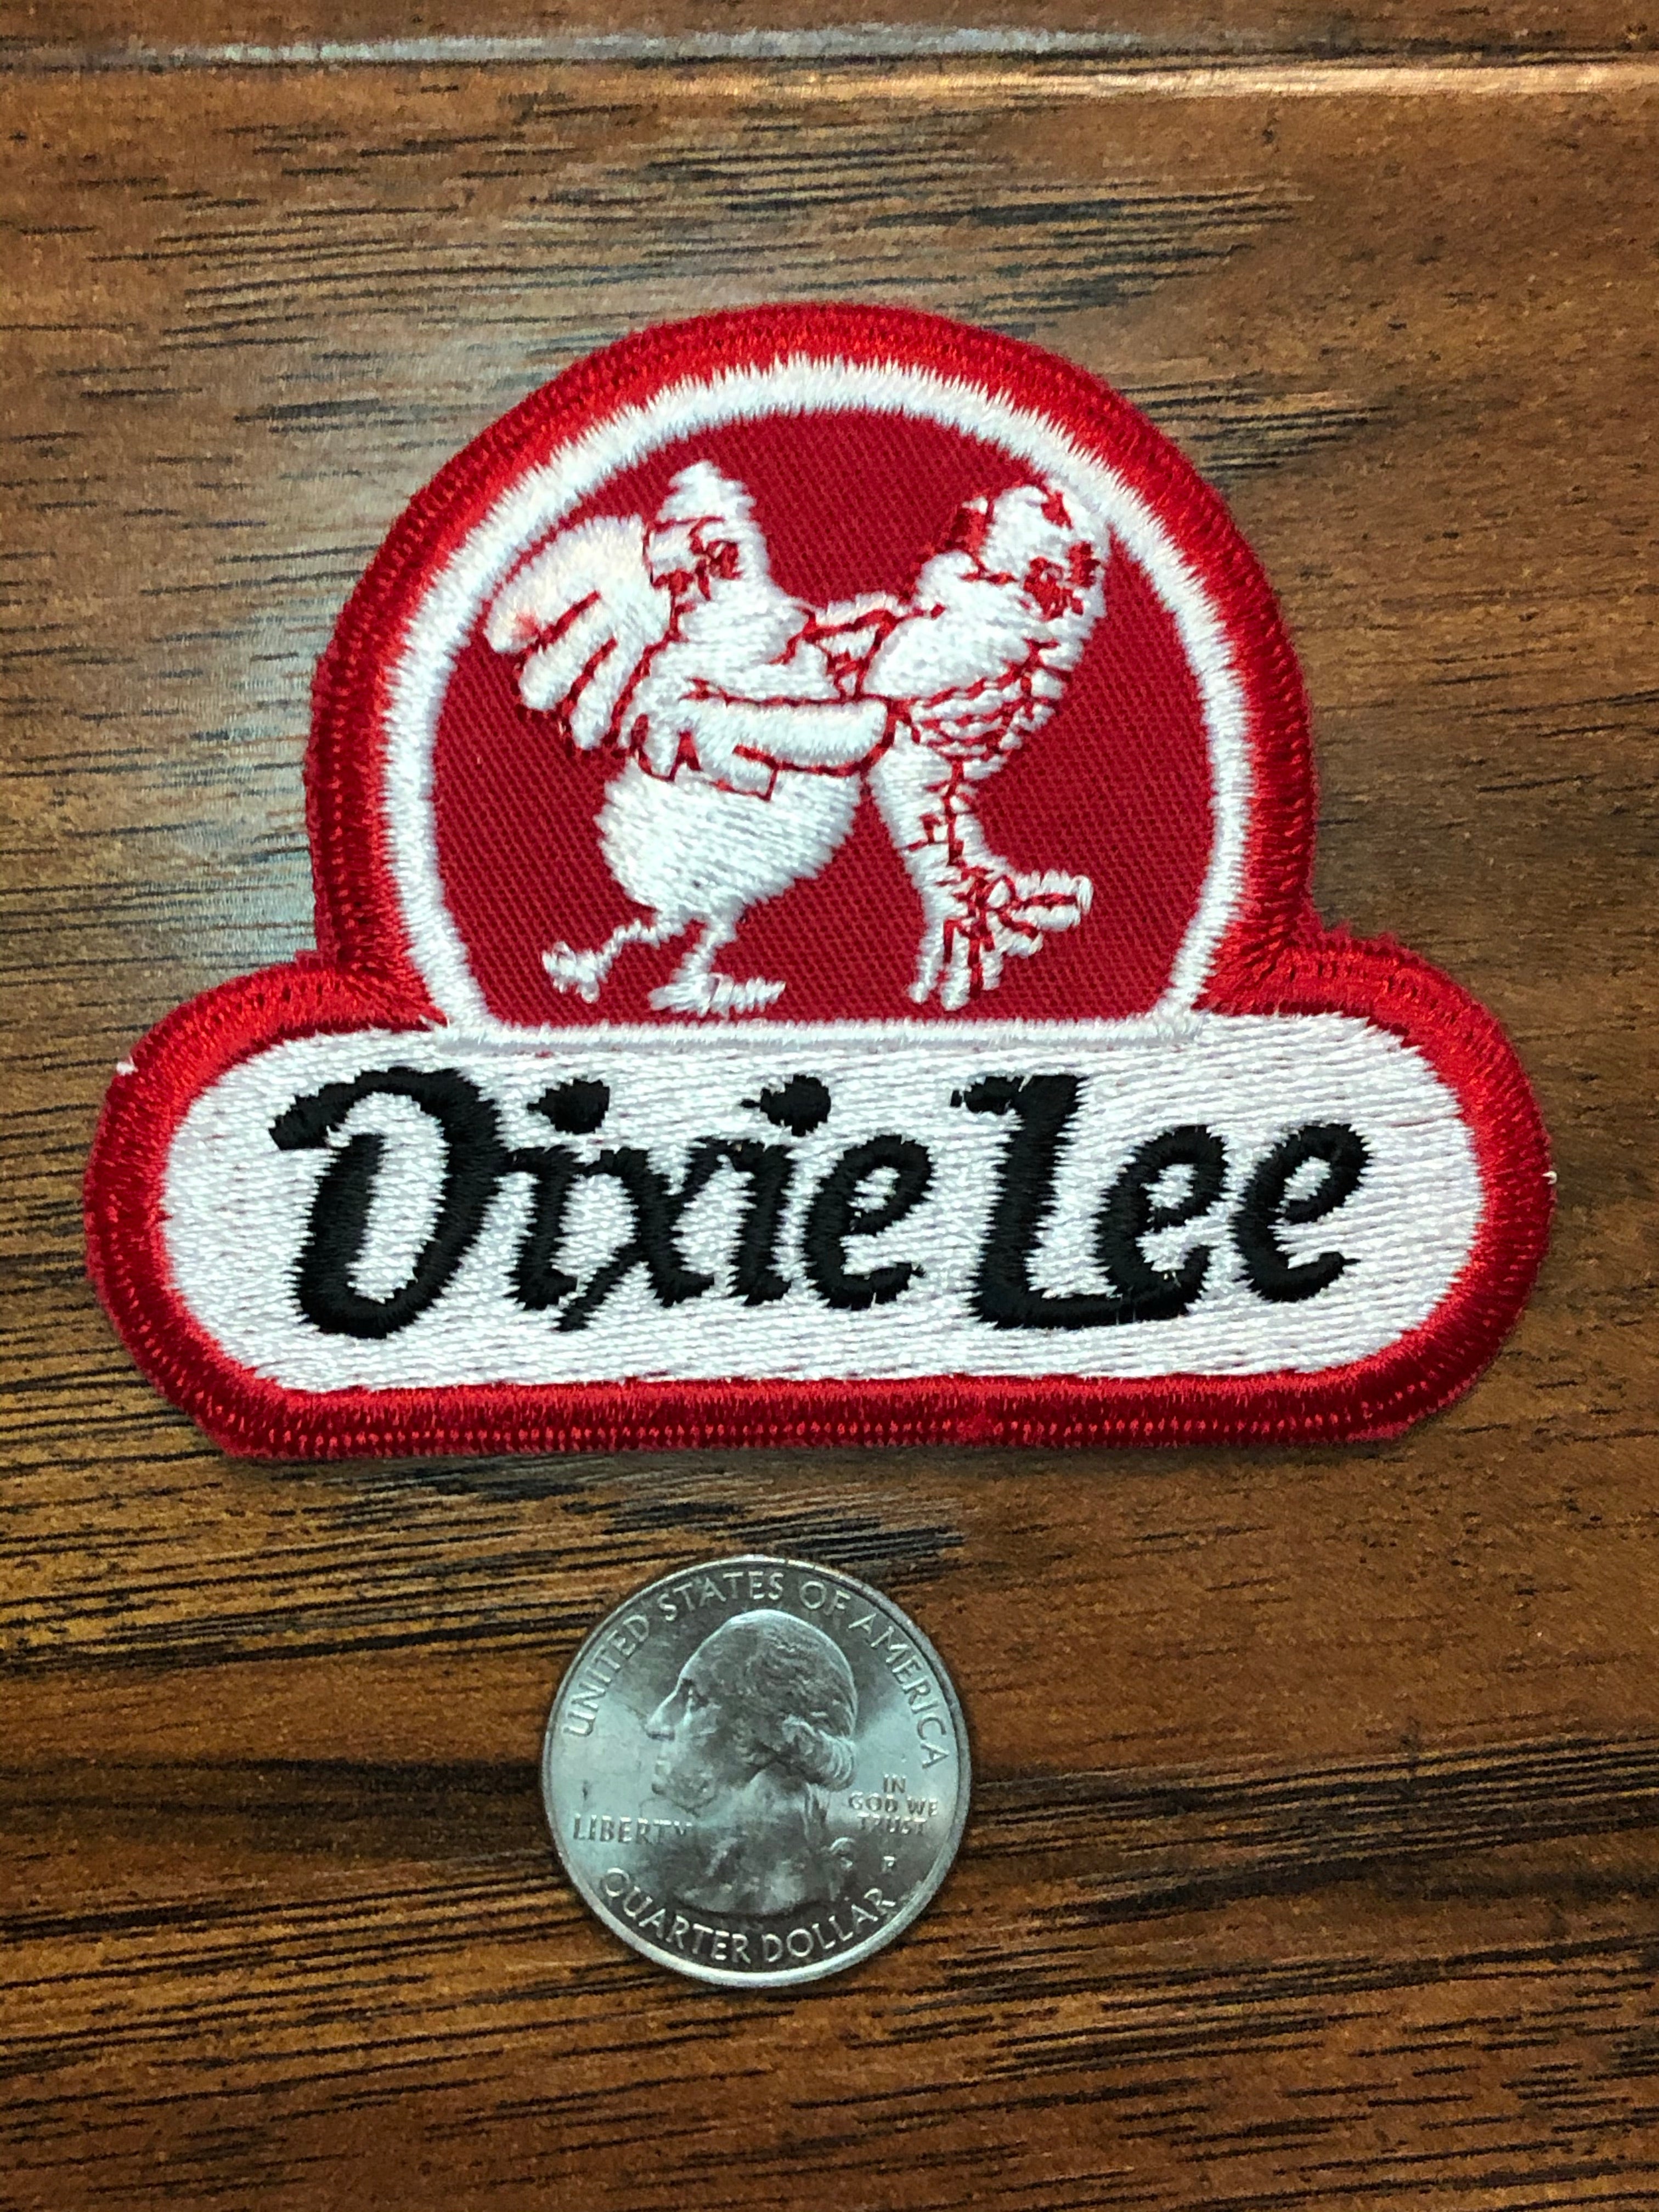 Dixie Lee
UNITED STATES OF AMERICA
LIBERTY
IN
GOD WE
TRUST
P
QUARTER DOLLAR